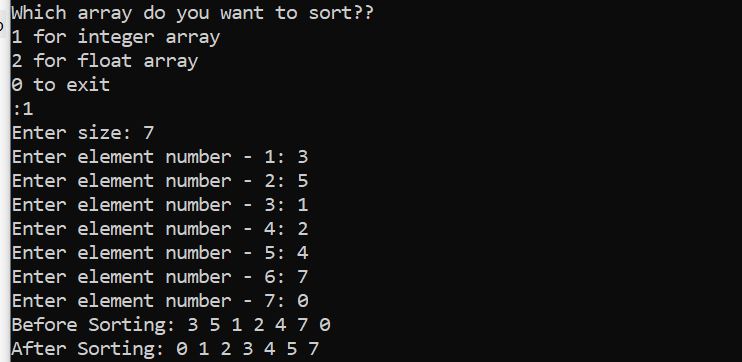 Which array do you want to sort??
1 for integer array
2 for float array
0 to exit
:1
Enter size: 7
Enter element number - 1: 3
Enter element number - 2: 5
Enter element number - 3: 1
Enter element number - 4: 2
Enter element number - 5: 4
Enter element number - 6: 7
Enter element number - 7: 0
Before Sorting: 3 5 1 2 4 7 0
After Sorting: 0 1 2 3 4 5 7